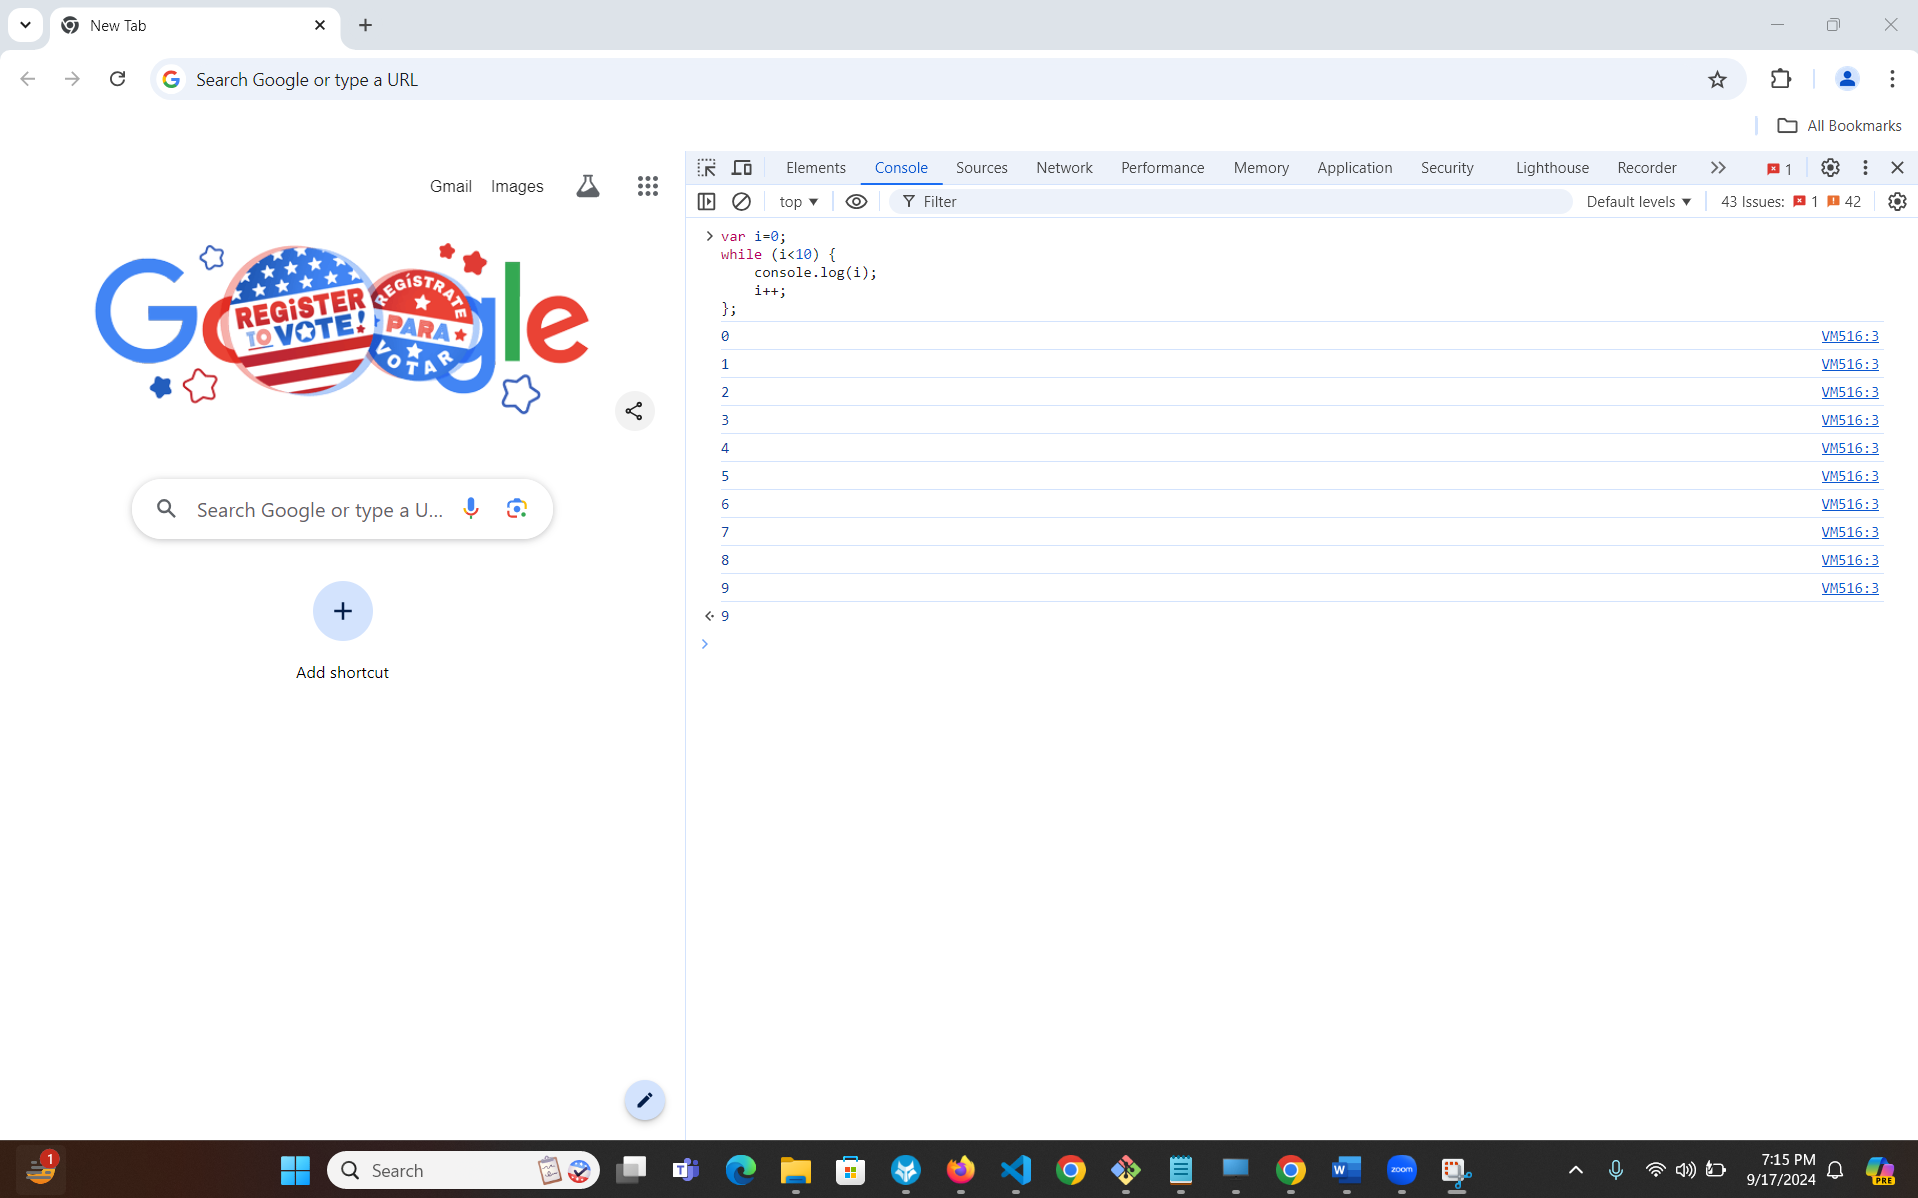 New Tab
Search Google or type a URL
All Bookmarks
Gmail Images
Google
REGISTER TO VOTE!
REGÍSTRATE PARA VOTAR
Search Google or type a U...
Add shortcut
Elements Console Sources Network Performance Memory Application Security Lighthouse Recorder 1
top Filter Default levels 43 Issues: 1 42
var i=0;
while (i<10) {
    console.log(i);
    i++;
};
0 VM516:3
1 VM516:3
2 VM516:3
3 VM516:3
4 VM516:3
5 VM516:3
6 VM516:3
7 VM516:3
8 VM516:3
9 VM516:3
9
1
Search
T
W
zoom
7:15 PM
9/17/2024
PRE